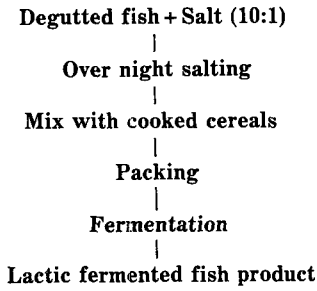 Degutted fish + Salt (10:1)
Over night salting
Mix with cooked cereals
Packing
Fermentation
Lactic fermented fish product